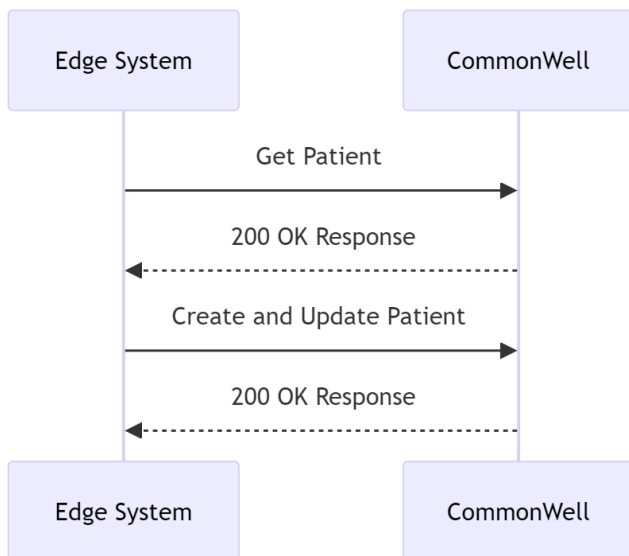 Edge System
CommonWell
Get Patient
200 OK Response
Create and Update Patient
200 OK Response
Edge System
CommonWell